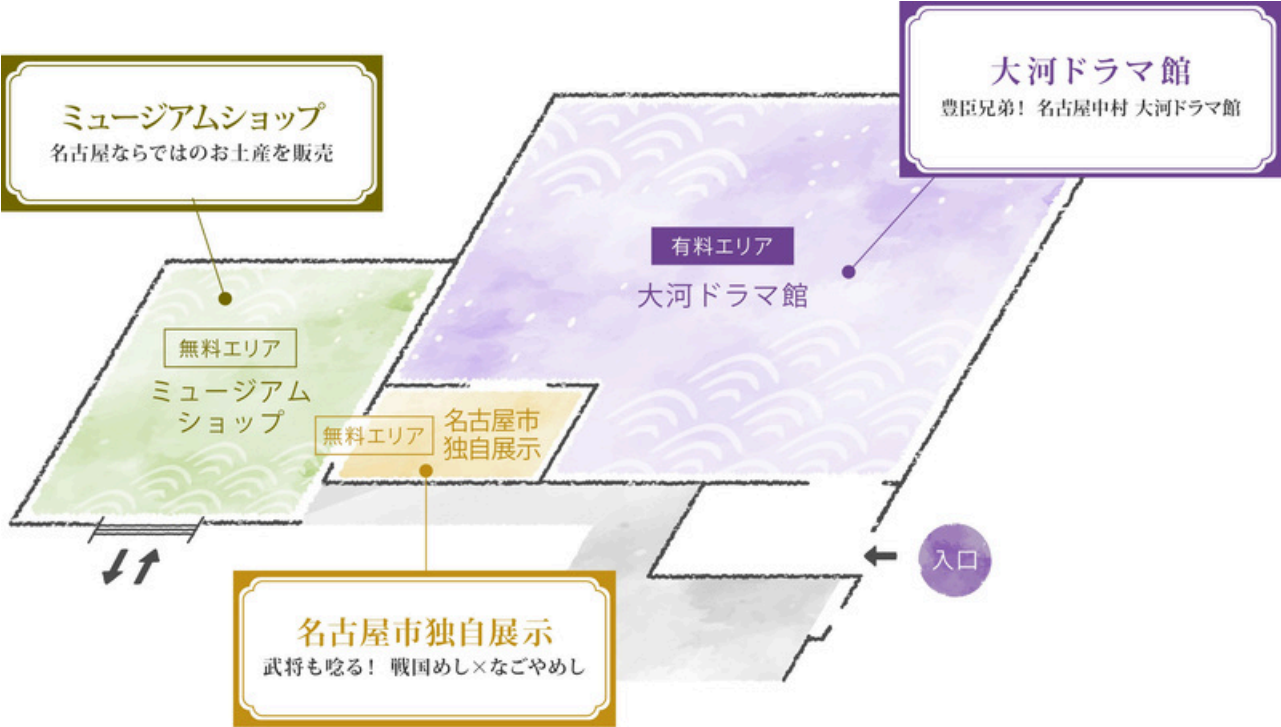 大河ドラマ館
豊臣兄弟! 名古屋中村 大河ドラマ館
ミュージアムショップ
名古屋ならではのお土産を販売
有料エリア
大河ドラマ館
無料エリア
ミュージアム
ショップ
無料エリア
名古屋市
独自展示
入口
名古屋市独自展示
武将も唸る! 戦国めし×なごやめし